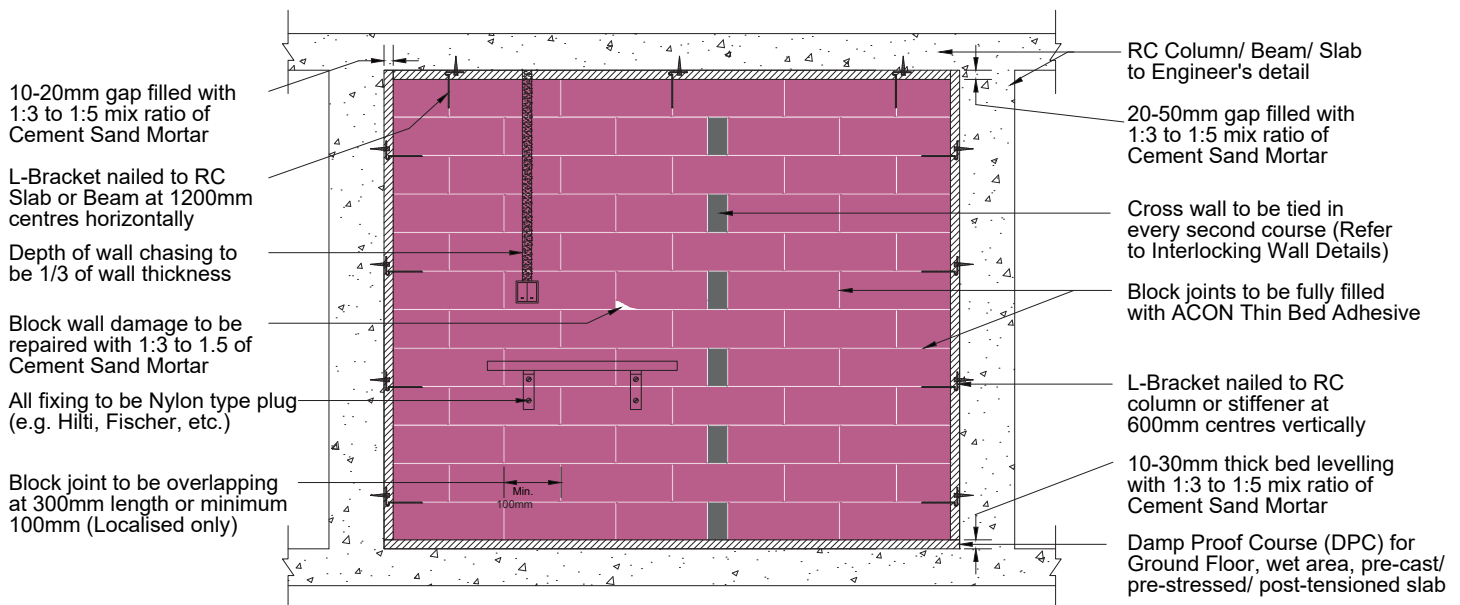 10-20mm gap filled with
1:3 to 1:5 mix ratio of
Cement Sand Mortar
L-Bracket nailed to RC
Slab or Beam at 1200mm
centres horizontally
Depth of wall chasing to
be 1/3 of wall thickness
Block wall damage to be
repaired with 1:3 to 1.5 of
Cement Sand Mortar
All fixing to be Nylon type plug
(e.g. Hilti, Fischer, etc.)
Block joint to be overlapping
at 300mm length or minimum
100mm (Localised only)
Min.
100mm
RC Column/ Beam/ Slab
to Engineer's detail
20-50mm gap filled with
1:3 to 1:5 mix ratio of
Cement Sand Mortar
Cross wall to be tied in
every second course (Refer
to Interlocking Wall Details)
Block joints to be fully filled
with ACON Thin Bed Adhesive
L-Bracket nailed to RC
column or stiffener at
600mm centres vertically
10-30mm thick bed levelling
with 1:3 to 1:5 mix ratio of
Cement Sand Mortar
Damp Proof Course (DPC) for
Ground Floor, wet area, pre-cast/
pre-stressed/ post-tensioned slab